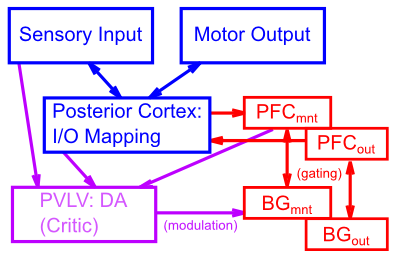 Sensory Input
Motor Output
Posterior Cortex:
I/O Mapping
PFCmnt
PFCout
(gating)
PVLV: DA
(Critic)
(modulation)
BGmnt
BGout